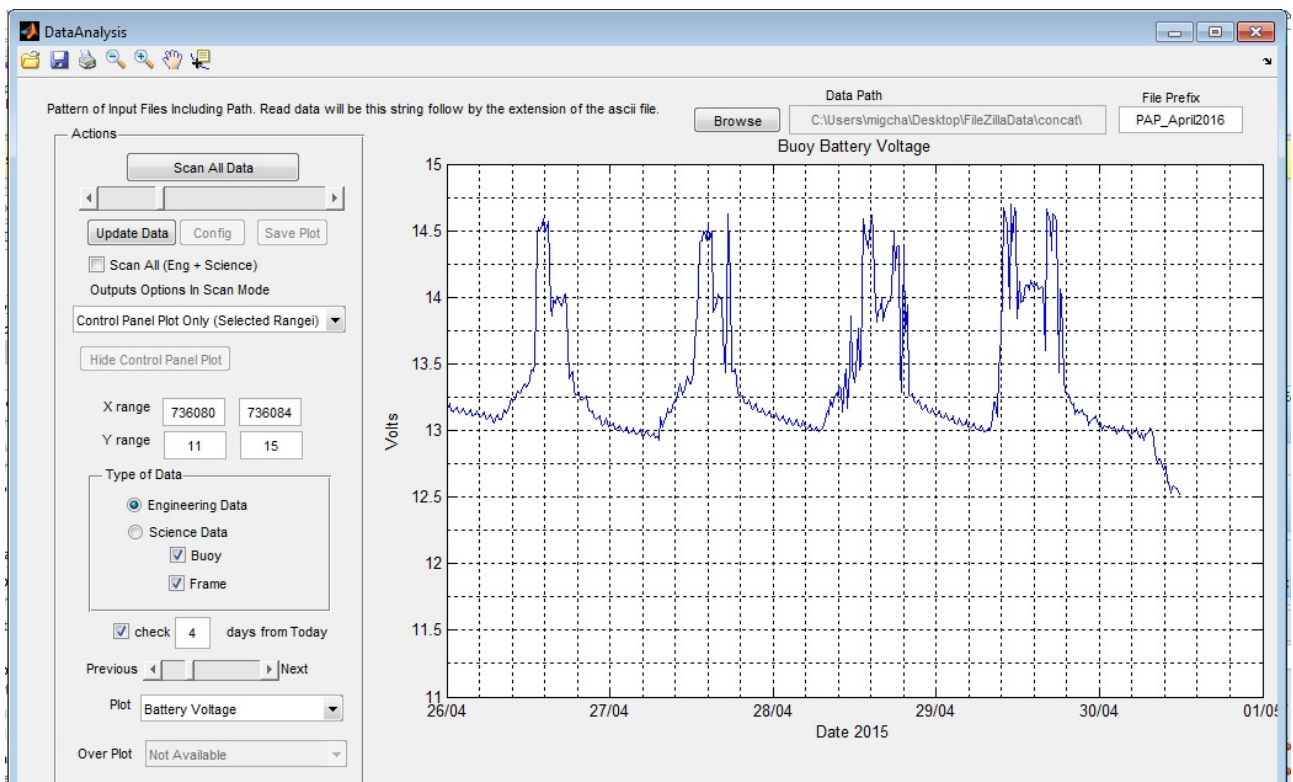 DataAnalysis
Pattern of Input Files Including Path. Read data will be this string follow by the extension of the ascii file.
Browse
Data Path
C:\Users\migcha\Desktop\FileZillaData\concat\
File Prefix
PAP_April2016
Actions
Scan All Data
Update Data Config Save Plot
Scan All (Eng + Science)
Outputs Options In Scan Mode
Control Panel Plot Only (Selected Rangei)
Hide Control Panel Plot
X range 736080 736084
Y range 11 15
Type of Data
Engineering Data
Science Data
Buoy
Frame
check 4 days from Today
Previous Next
Plot Battery Voltage
Over Plot Not Available
Buoy Battery Voltage
Volts
15
14.5
14
13.5
13
12.5
12
11.5
11
26/04 27/04 28/04 29/04 30/04 01/05
Date 2015